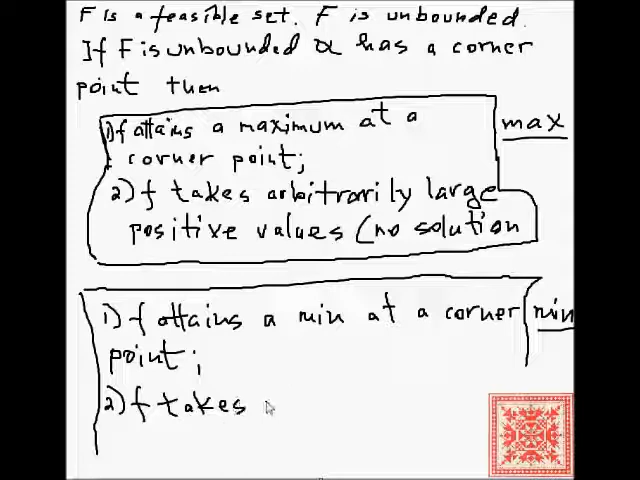 F is a feasible set. F is unbounded.
If F is unbounded & has a corner
point then
1) f attains a maximum at a
corner point;
max
2) f takes arbitrarily large
positive values (no solution
1) f attains a min at a corner
min
point;
2) f takes